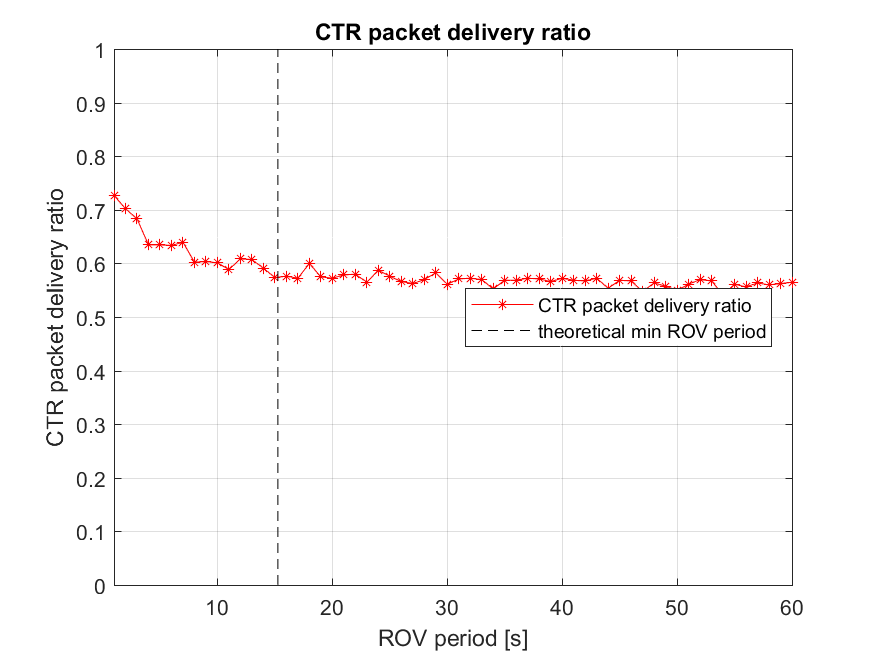 CTR packet delivery ratio
1
0.9
0.8
0.7
0.6
0.5
0.4
0.3
0.2
0.1
0
CTR packet delivery ratio
CTR packet delivery ratio
theoretical min ROV period
10 20 30 40 50 60
ROV period [s]